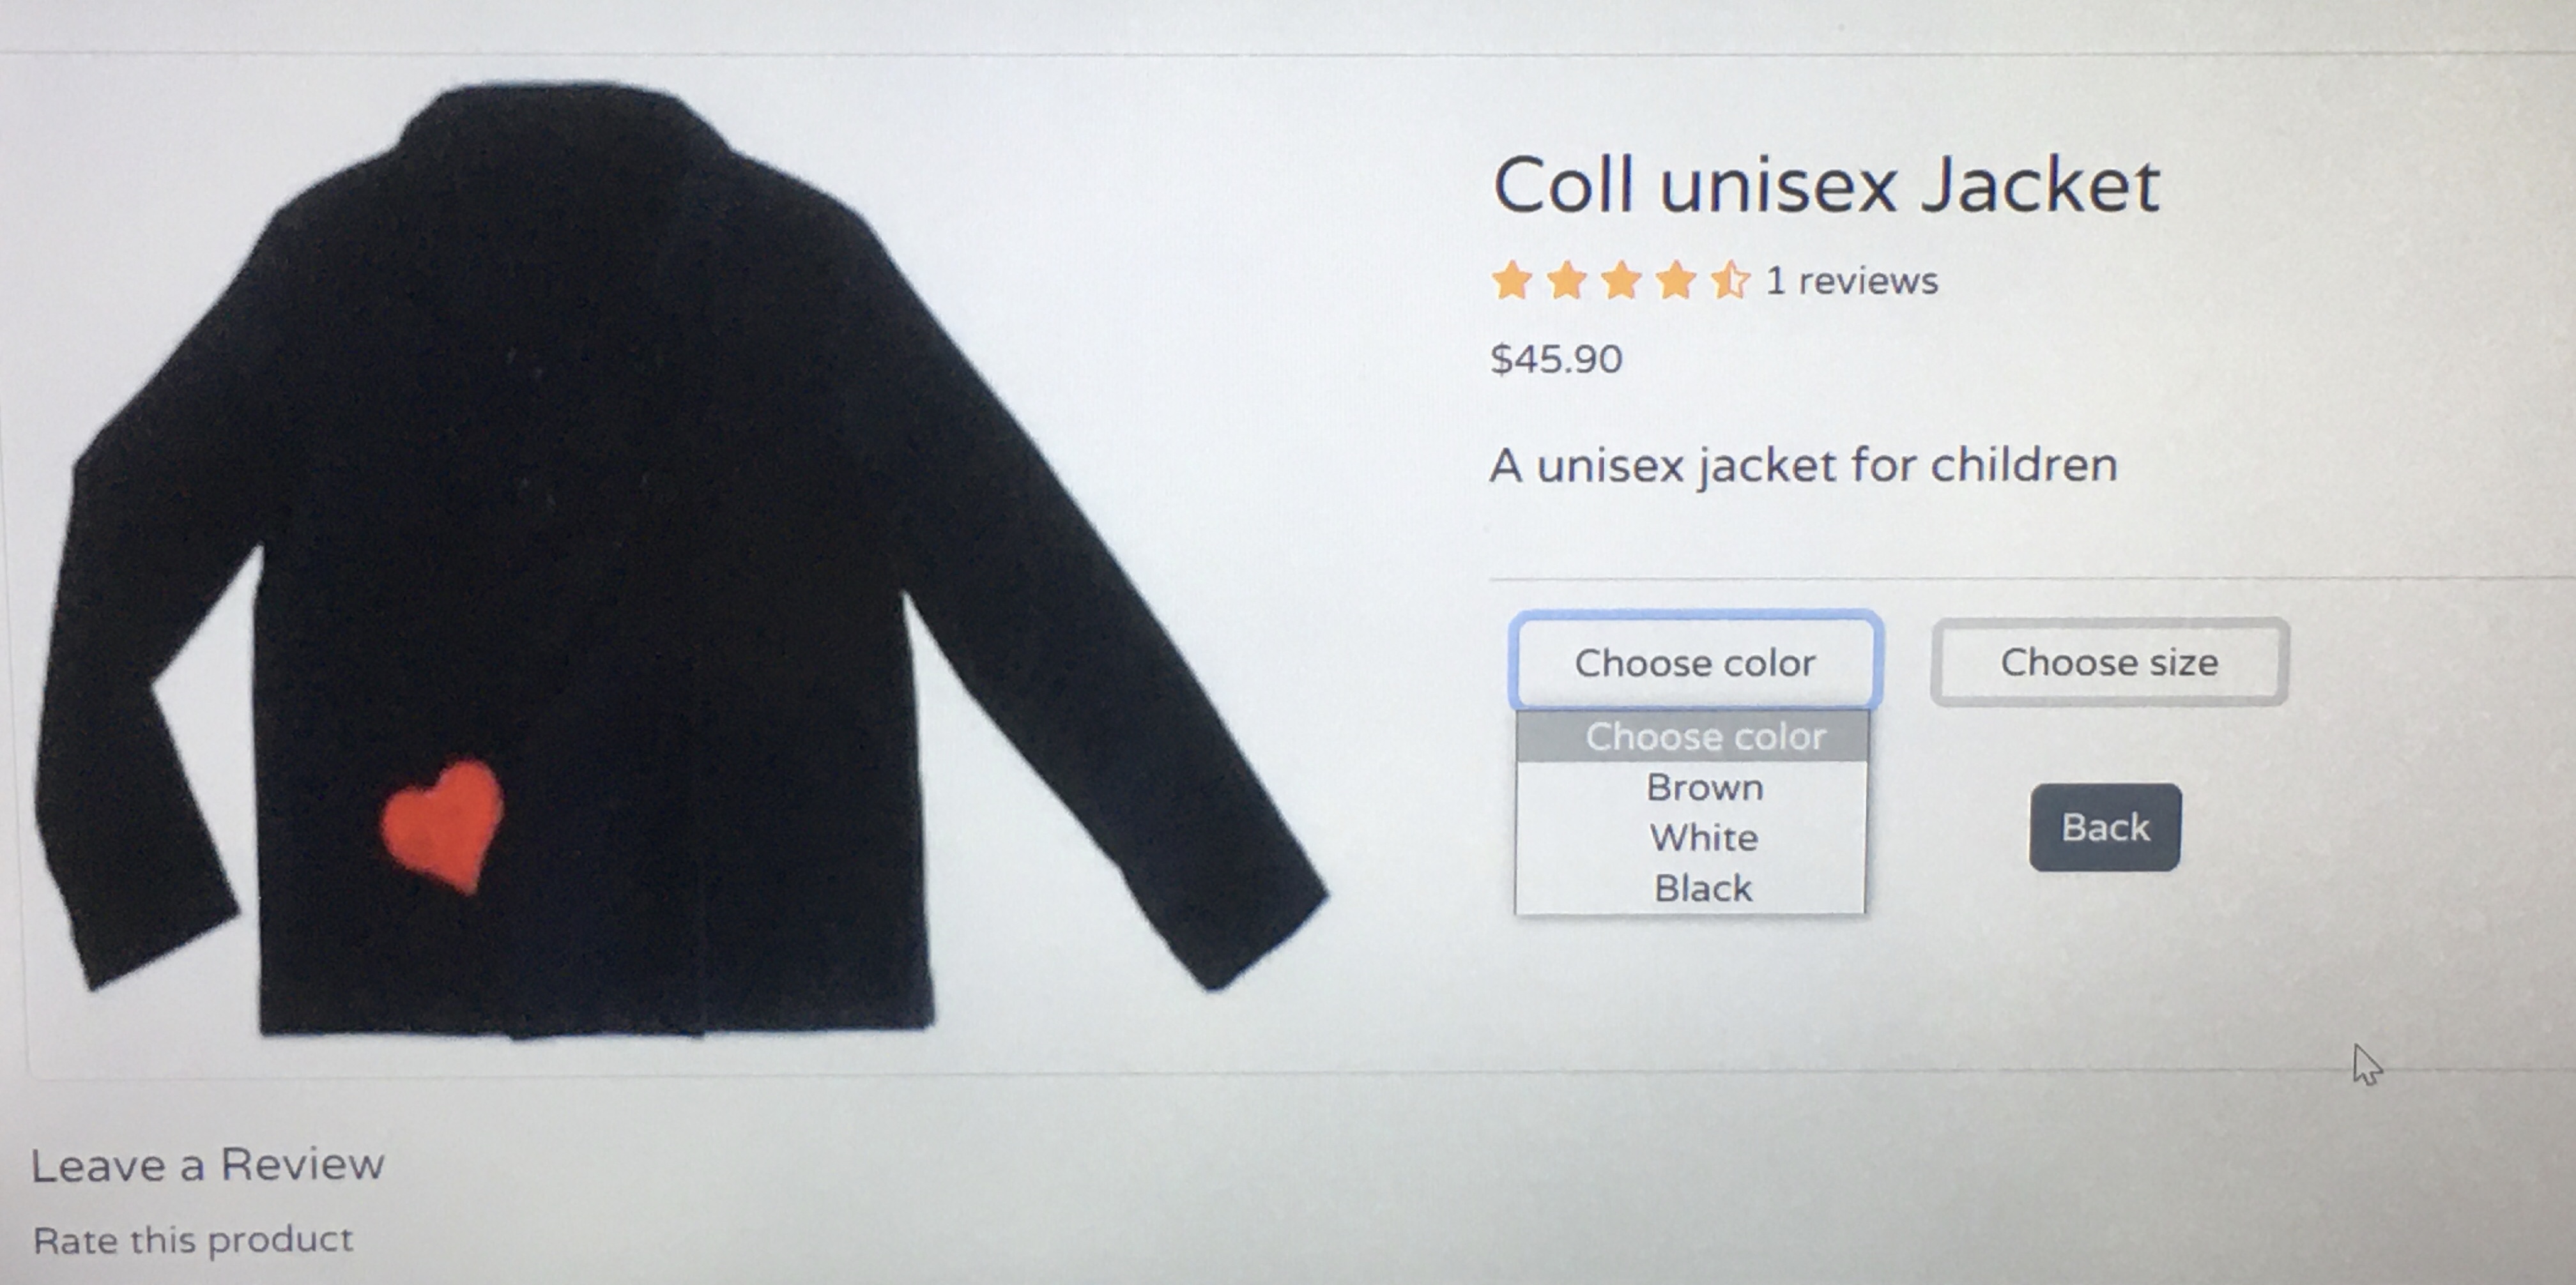 Coll unisex Jacket
1 reviews
$45.90
A unisex jacket for children
Choose color
Choose size
Choose color
Brown
White
Black
Back
Leave a Review
Rate this product